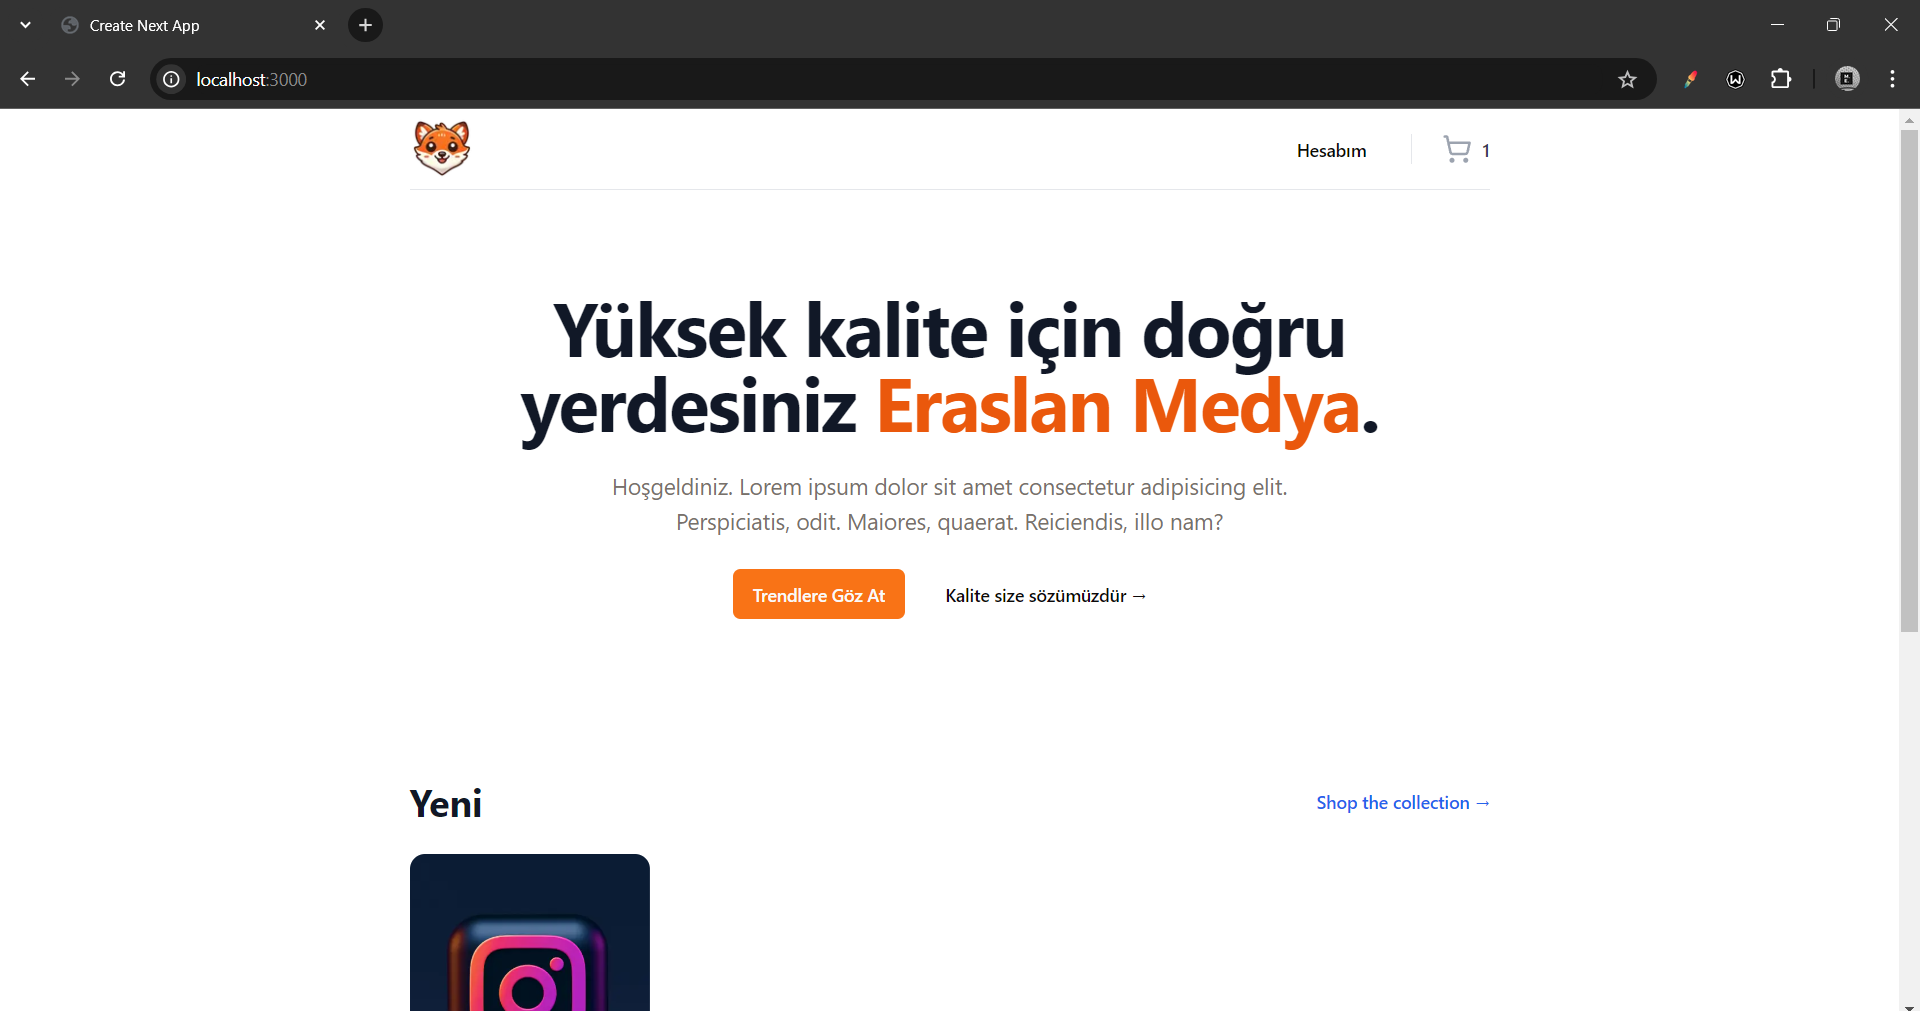 Create Next App
localhost:3000
Hesabım
1
Yüksek kalite için doğru
yerdesiniz Eraslan Medya.
Hoşgeldiniz. Lorem ipsum dolor sit amet consectetur adipisicing elit.
Perspiciatis, odit. Maiores, quaerat. Reiciendis, illo nam?
Trendlere Göz At
Kalite size sözümüzdür →
Yeni
Shop the collection →